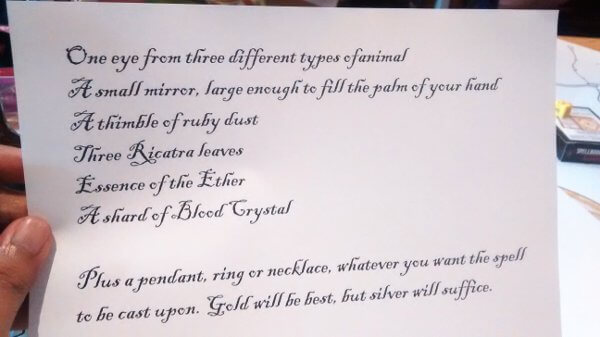 One eye from three different types ofanimal
A small mirror, large enough to fill the palm of your hand
A thimble of ruby dust
Three Ricatra leaves
Essence of the Ether
A shard of Blood Crystal
Plus a pendant, ring or necklace, whatever you want the spell
to be cast upon. Gold will be best, but silver will suffice.